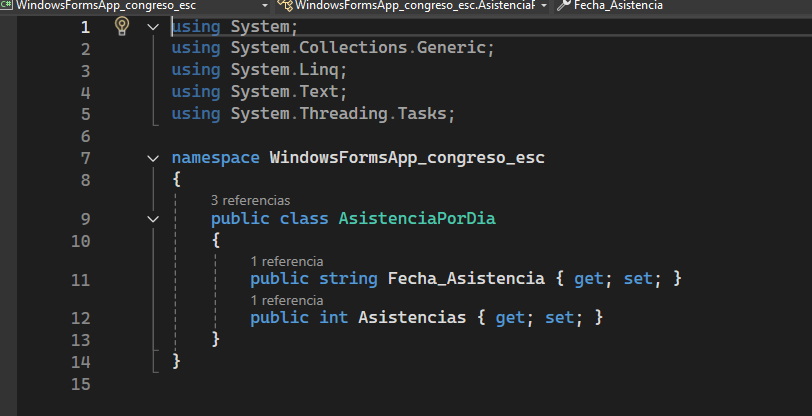 C# WindowsFormsApp_congreso_esc WindowsFormsApp_congreso_esc.AsistenciaP Fecha_Asistencia
1 using System;
2 using System.Collections.Generic;
3 using System.Linq;
4 using System.Text;
5 using System.Threading.Tasks;
6
7 namespace WindowsFormsApp_congreso_esc
8 {
3 referencias
9 public class AsistenciaPorDia
10 {
1 referencia
11 public string Fecha_Asistencia { get; set; }
1 referencia
12 public int Asistencias { get; set; }
13 }
14 }
15